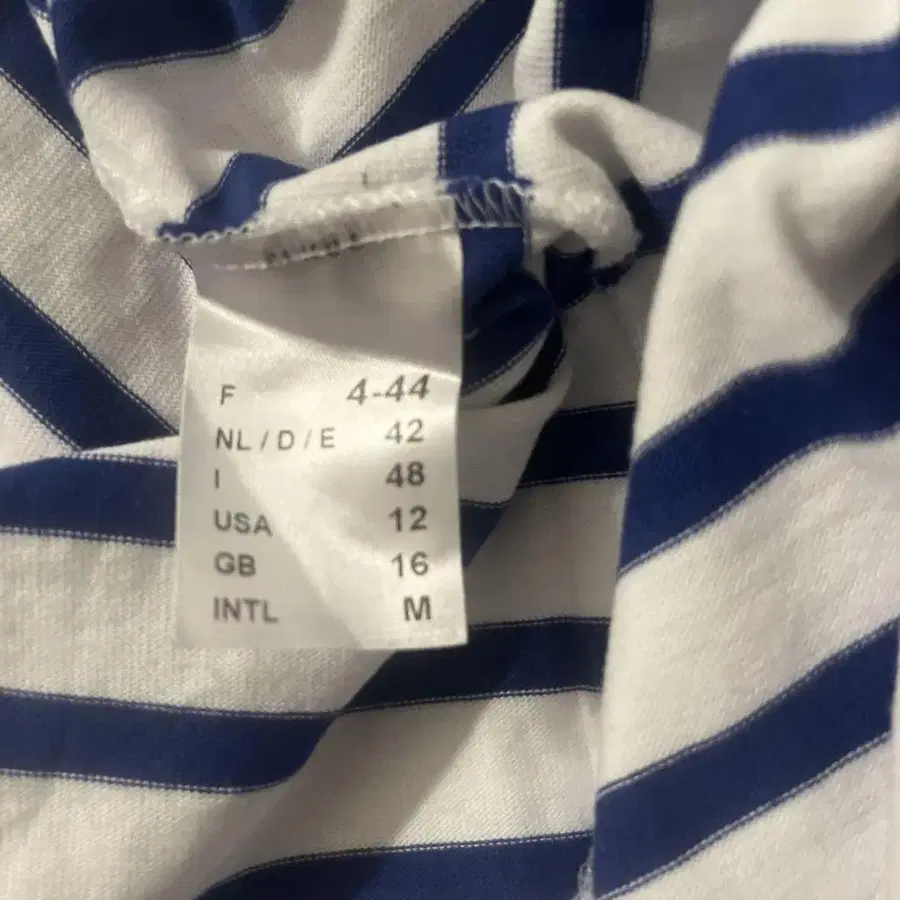 F 4-44
NL / D / E 42
I 48
USA 12
GB 16
INTL M